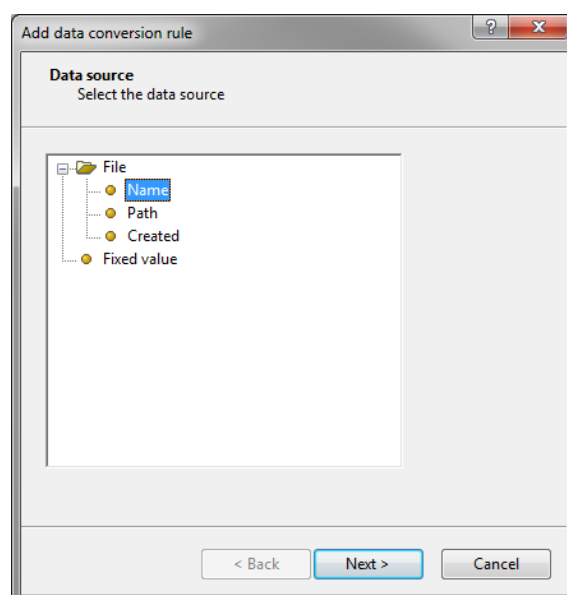 Add data conversion rule
?
Data source
Select the data source
File
Name
Path
Created
Fixed value
< Back Next > Cancel